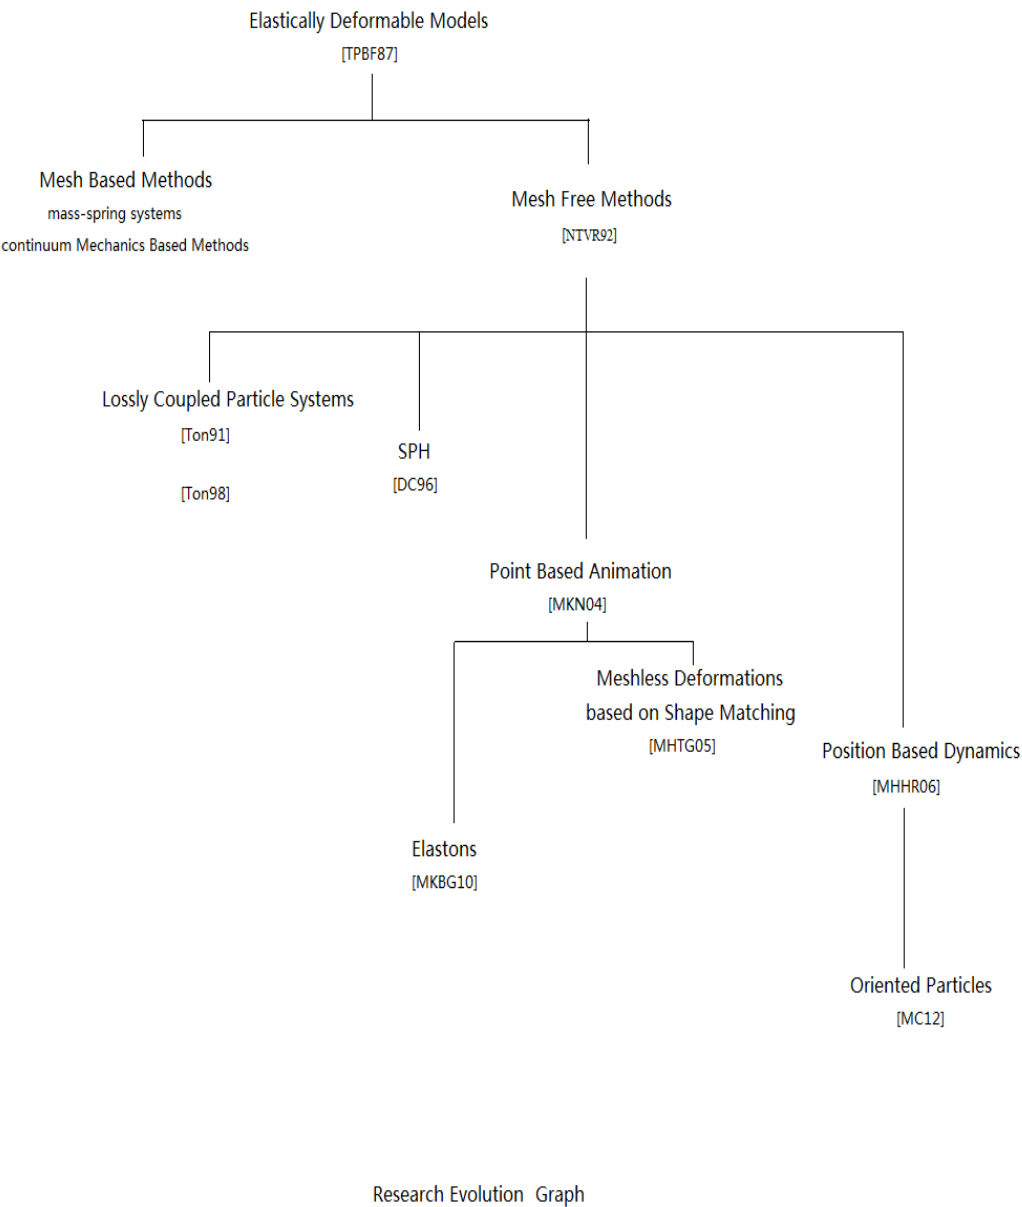 Elastically Deformable Models
[TPBF87]
Mesh Based Methods
mass-spring systems
continuum Mechanics Based Methods
Mesh Free Methods
[NTVR92]
Lossly Coupled Particle Systems
[Ton91]
[Ton98]
SPH
[DC96]
Point Based Animation
[MKN04]
Meshless Deformations
based on Shape Matching
[MHTG05]
Position Based Dynamics
[MHHR06]
Elastons
[MKBG10]
Oriented Particles
[MC12]
Research Evolution Graph